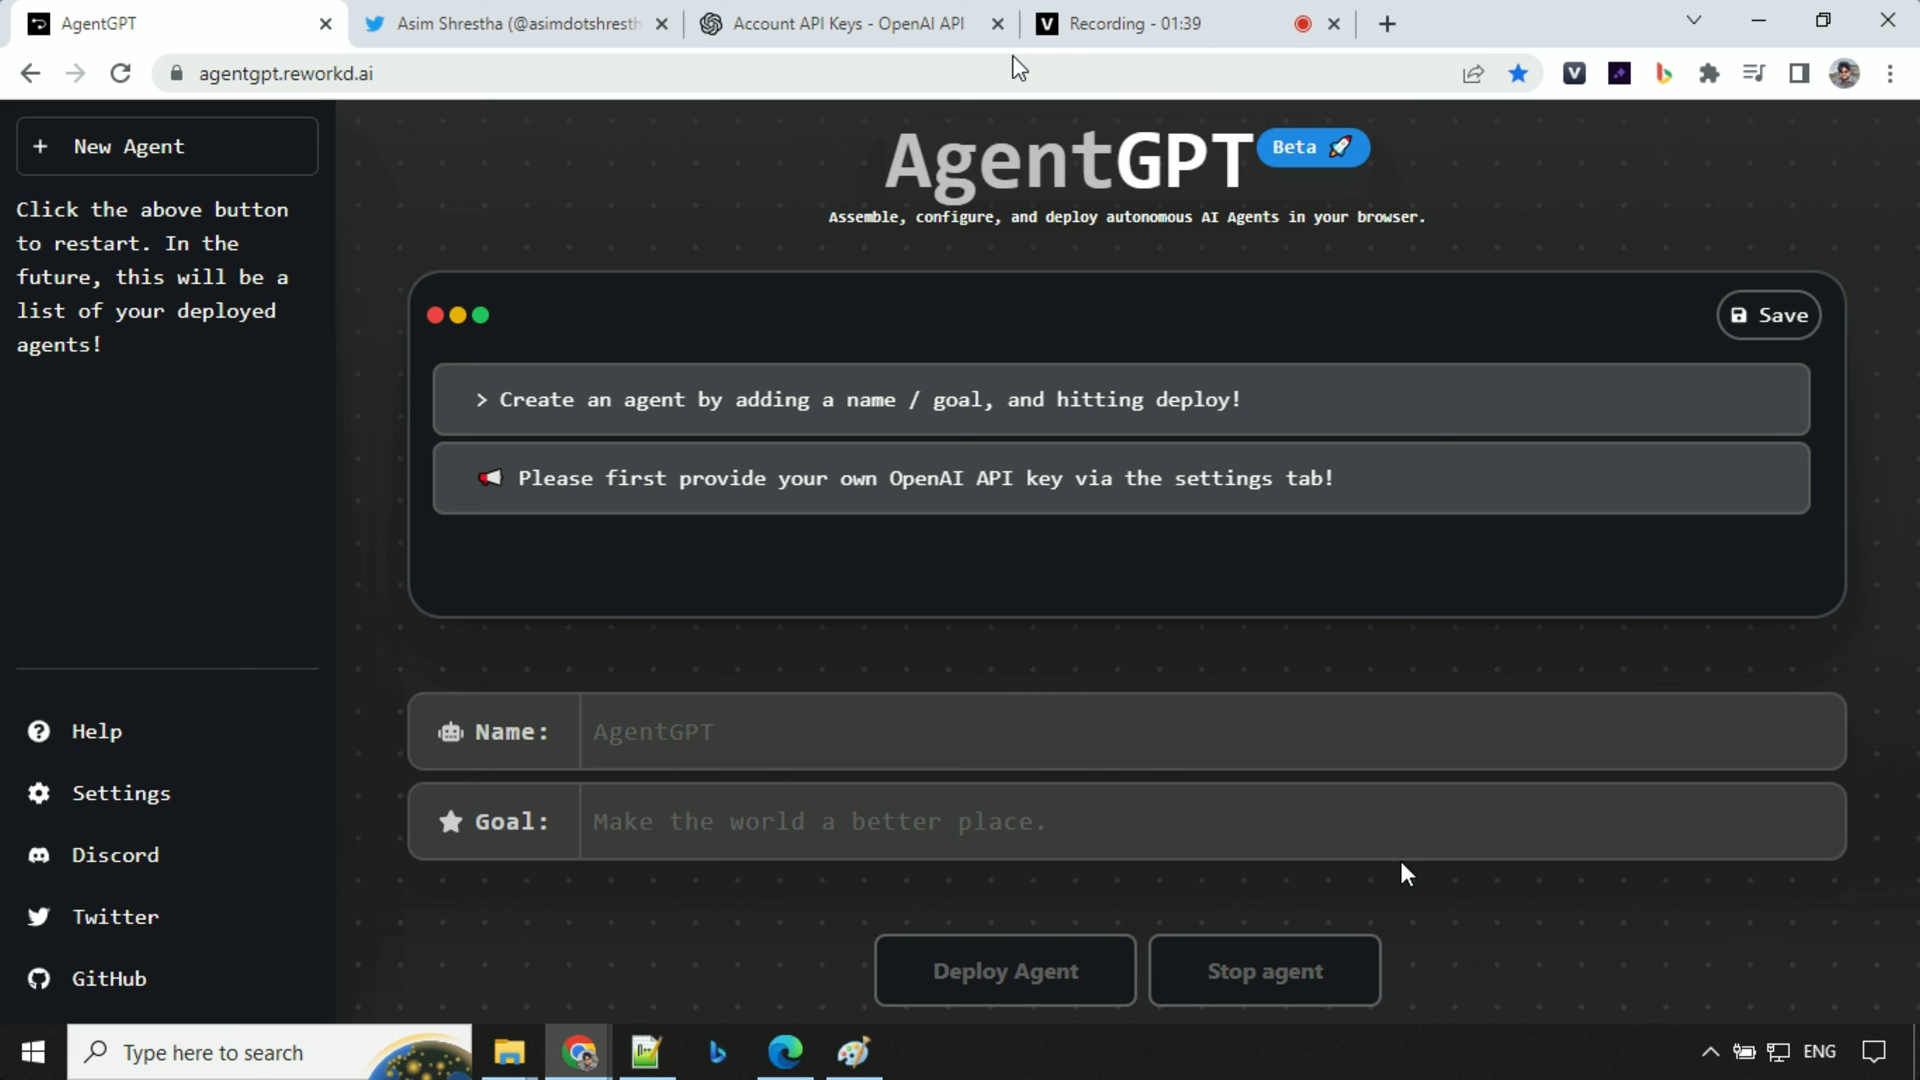 AgentGPT
Asim Shrestha (@asimdotshresth
Account API Keys - OpenAI API
V
Recording - 01:39
agentgpt.reworkd.ai
V
+ New Agent
Click the above button
to restart. In the
future, this will be a
list of your deployed
agents!
AgentGPT
Beta 🚀
Assemble, configure, and deploy autonomous AI Agents in your browser.
Save
> Create an agent by adding a name / goal, and hitting deploy!
📢 Please first provide your own OpenAI API key via the settings tab!
Name:
AgentGPT
Goal:
Make the world a better place.
Deploy Agent
Stop agent
Help
Settings
Discord
Twitter
GitHub
Type here to search
ENG